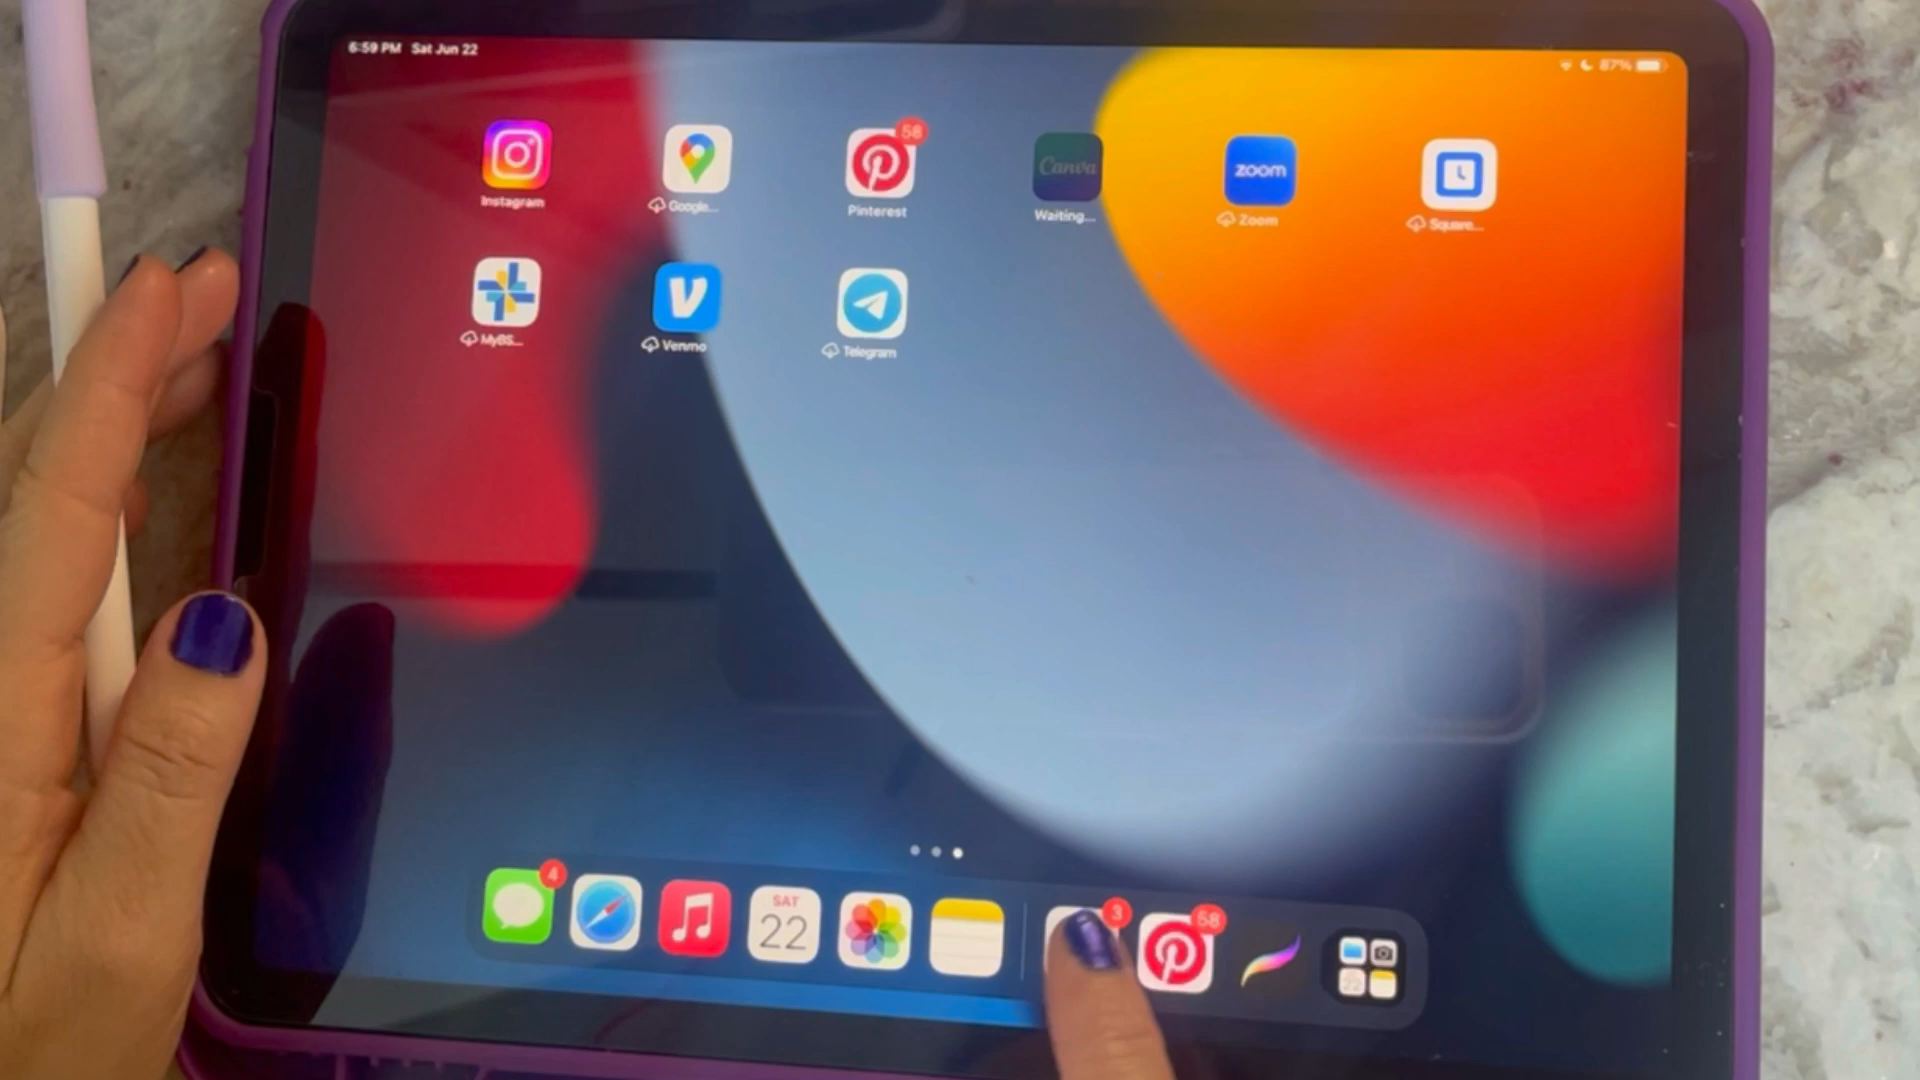 6:59 PM Sat Jun 22
87%
58
Canva
zoom
Instagram
Google...
Pinterest
Waiting...
Zoom
Square...
MyBS...
Venmo
Telegram
4
SAT
22
3
58
22